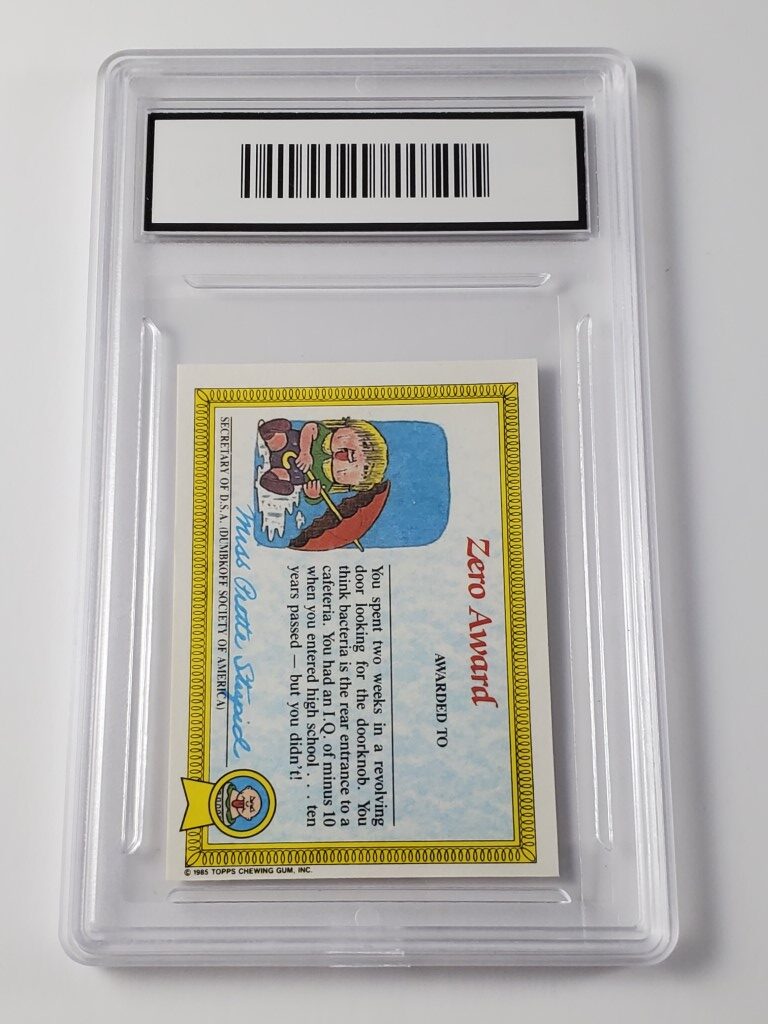 Zero Award
AWARDED TO
You spent two weeks in a revolving
door looking for the doorknob. You
think bacteria is the rear entrance to a
cafeteria. You had an I.Q. of minus 10
when you entered high school . . . ten
years passed — but you didn't!
Miss Prettie Stupid
SECRETARY OF D.S.A. (DUMBKOFF SOCIETY OF AMERICA)
© 1985 TOPPS CHEWING GUM, INC.